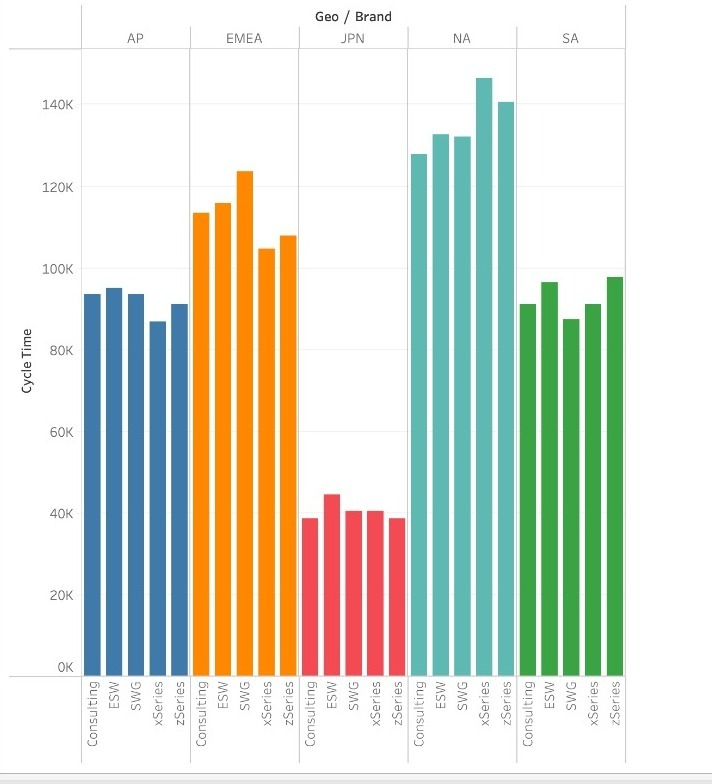 Geo / Brand
AP EMEA JPN NA SA
140K
120K
100K
80K
60K
40K
20K
0K
Cycle Time
Consulting ESW SWG xSeries zSeries Consulting ESW SWG xSeries zSeries Consulting ESW SWG xSeries zSeries Consulting ESW SWG xSeries zSeries Consulting ESW SWG xSeries zSeries